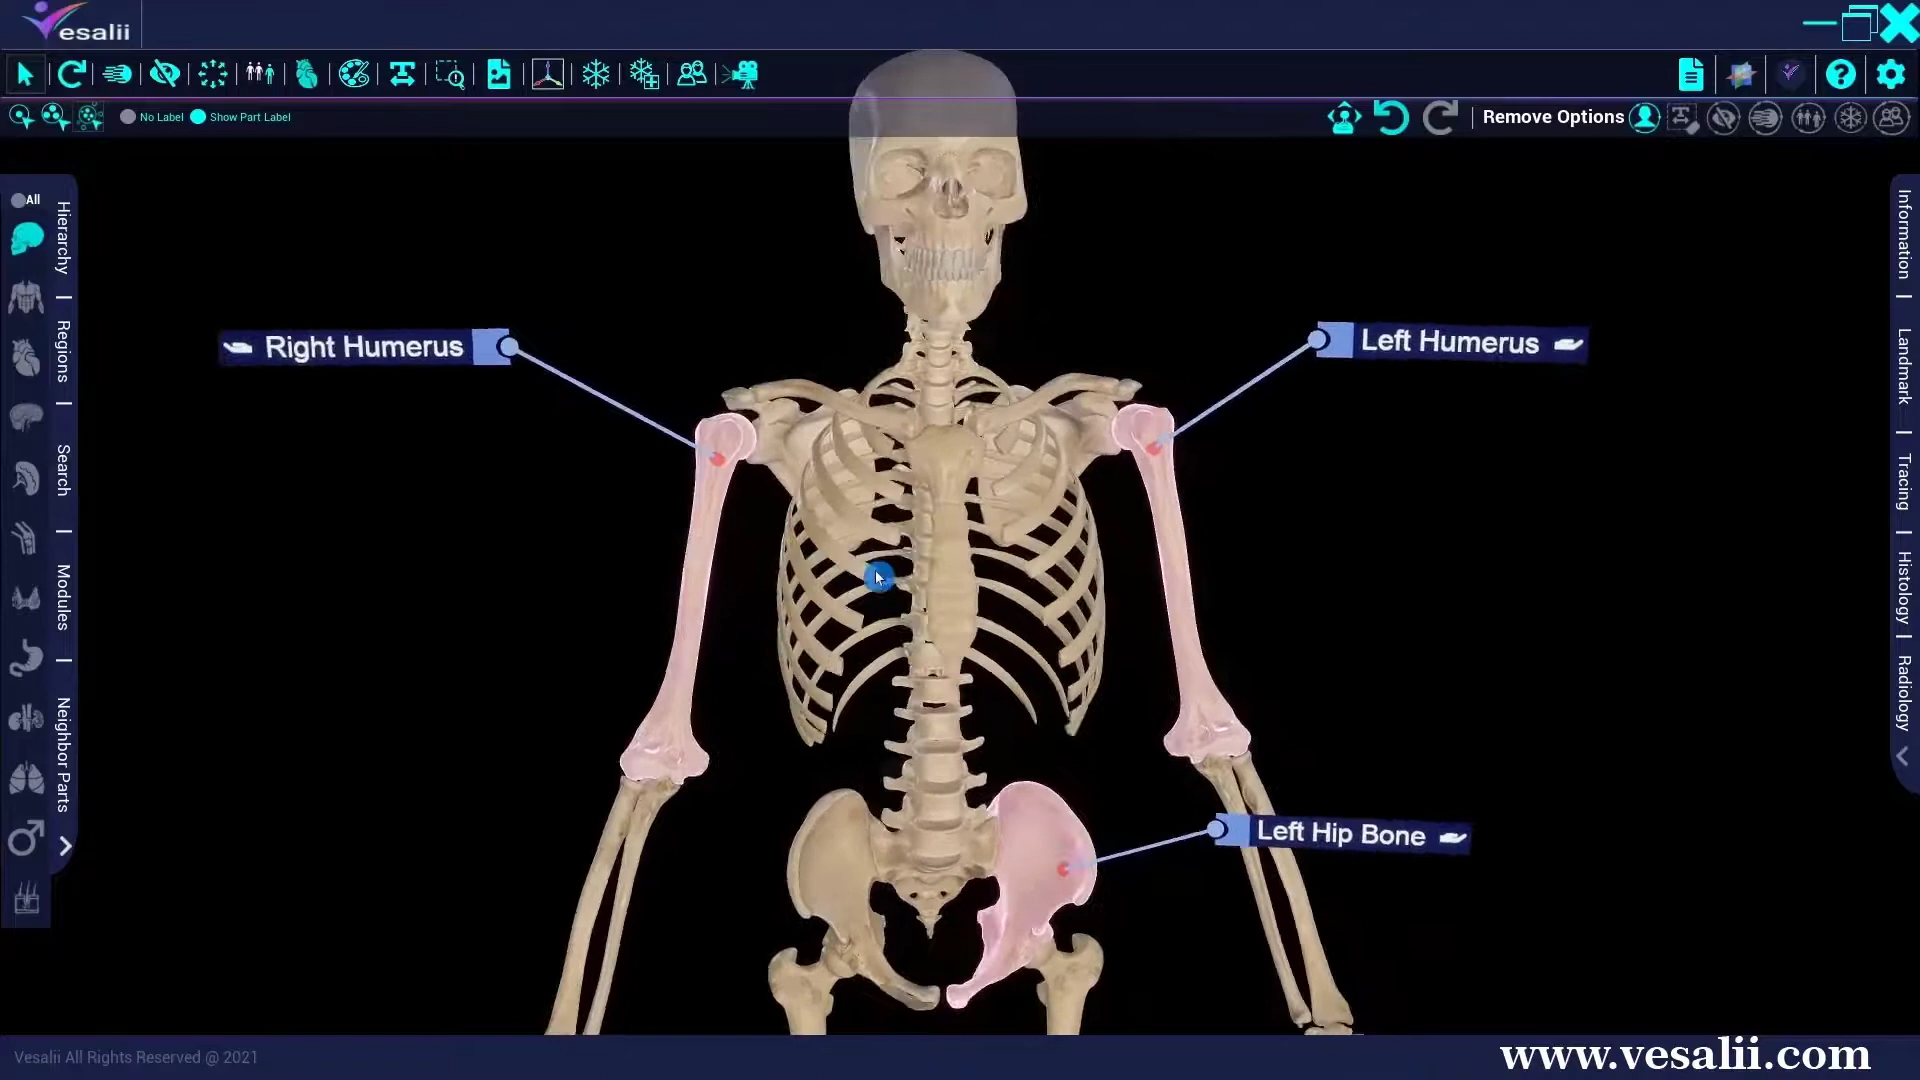 Vesalii
No Label
Show Part Label
Remove Options
All
Hierarchy
Regions
Search
Modules
Neighbor Parts
Right Humerus
Left Humerus
Left Hip Bone
Information
Landmark
Tracing
Histology
Radiology
Vesalii All Rights Reserved @ 2021
www.vesalii.com